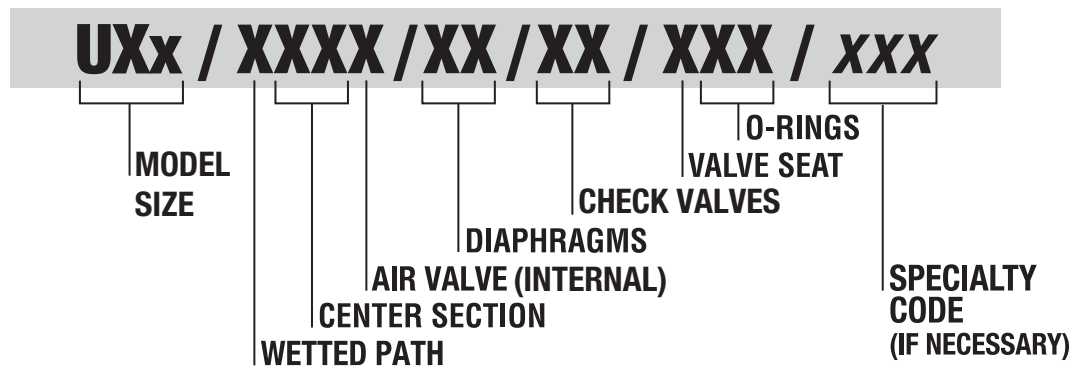 UXx / XXXX/XX/XX / XXX / XXX
O-RINGS
MODEL
SIZE
VALVE SEAT
CHECK VALVES
DIAPHRAGMS
AIR VALVE (INTERNAL)
SPECIALTY
CODE
(IF NECESSARY)
CENTER SECTION
WETTED PATH